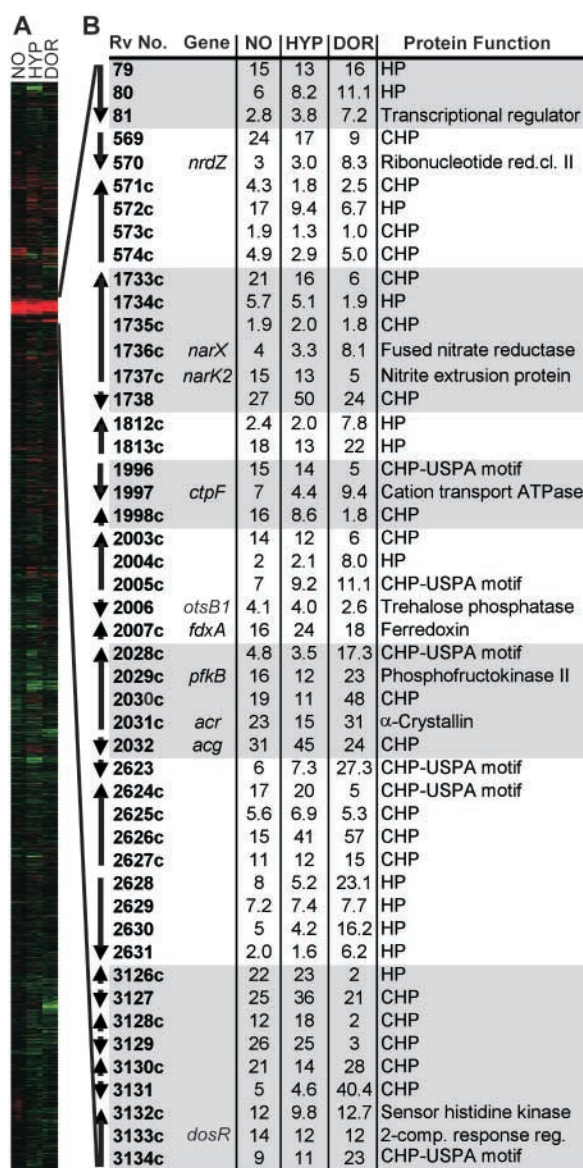 A B
NO HYP DOR
Rv No. Gene NO HYP DOR Protein Function
79 15 13 16 HP
80 6 8.2 11.1 HP
81 2.8 3.8 7.2 Transcriptional regulator
569 24 17 9 CHP
570 nrdZ 3 3.0 8.3 Ribonucleotide red.cl. II
571c 4.3 1.8 2.5 CHP
572c 17 9.4 6.7 HP
573c 1.9 1.3 1.0 CHP
574c 4.9 2.9 5.0 CHP
1733c 21 16 6 CHP
1734c 5.7 5.1 1.9 HP
1735c 1.9 2.0 1.8 CHP
1736c narX 4 3.3 8.1 Fused nitrate reductase
1737c narK2 15 13 5 Nitrite extrusion protein
1738 27 50 24 CHP
1812c 2.4 2.0 7.8 HP
1813c 18 13 22 HP
1996 15 14 5 CHP-USPA motif
1997 ctpF 7 4.4 9.4 Cation transport ATPase
1998c 16 8.6 1.8 CHP
2003c 14 12 6 CHP
2004c 2 2.1 8.0 HP
2005c 7 9.2 11.1 CHP-USPA motif
2006 otsB1 4.1 4.0 2.6 Trehalose phosphatase
2007c fdxA 16 24 18 Ferredoxin
2028c 4.8 3.5 17.3 CHP-USPA motif
2029c pfkB 16 12 23 Phosphofructokinase II
2030c 19 11 48 CHP
2031c acr 23 15 31 α-Crystallin
2032 acg 31 45 24 CHP
2623 6 7.3 27.3 CHP-USPA motif
2624c 17 20 5 CHP-USPA motif
2625c 5.6 6.9 5.3 CHP
2626c 15 41 57 CHP
2627c 11 12 15 CHP
2628 8 5.2 23.1 HP
2629 7.2 7.4 7.7 HP
2630 5 4.2 16.2 HP
2631 2.0 1.6 6.2 HP
3126c 22 23 2 HP
3127 25 36 21 CHP
3128c 12 18 2 CHP
3129 26 25 3 CHP
3130c 21 14 28 CHP
3131 5 4.6 40.4 CHP
3132c 12 9.8 12.7 Sensor histidine kinase
3133c dosR 14 12 12 2-comp. response reg.
3134c 9 11 23 CHP-USPA motif